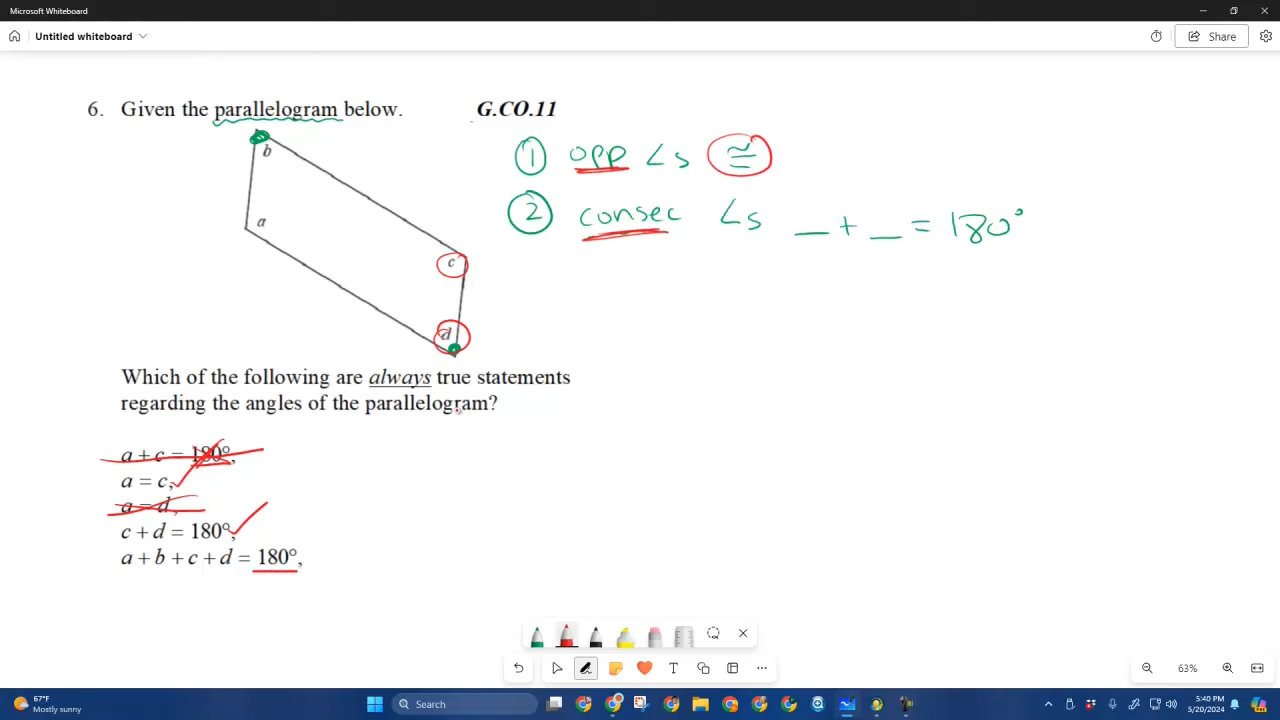 Microsoft Whiteboard
Untitled whiteboard
Share
6. Given the parallelogram below. G.CO.11
b
a
c
d
① opp ∠s ≅
② consec ∠s __ + __ = 180°
Which of the following are always true statements
regarding the angles of the parallelogram?
a + c = 180°,
a = c,
a = d,
c + d = 180°,
a + b + c + d = 180°,
63%
67°F
Mostly sunny
Search
5:40 PM
5/20/2024